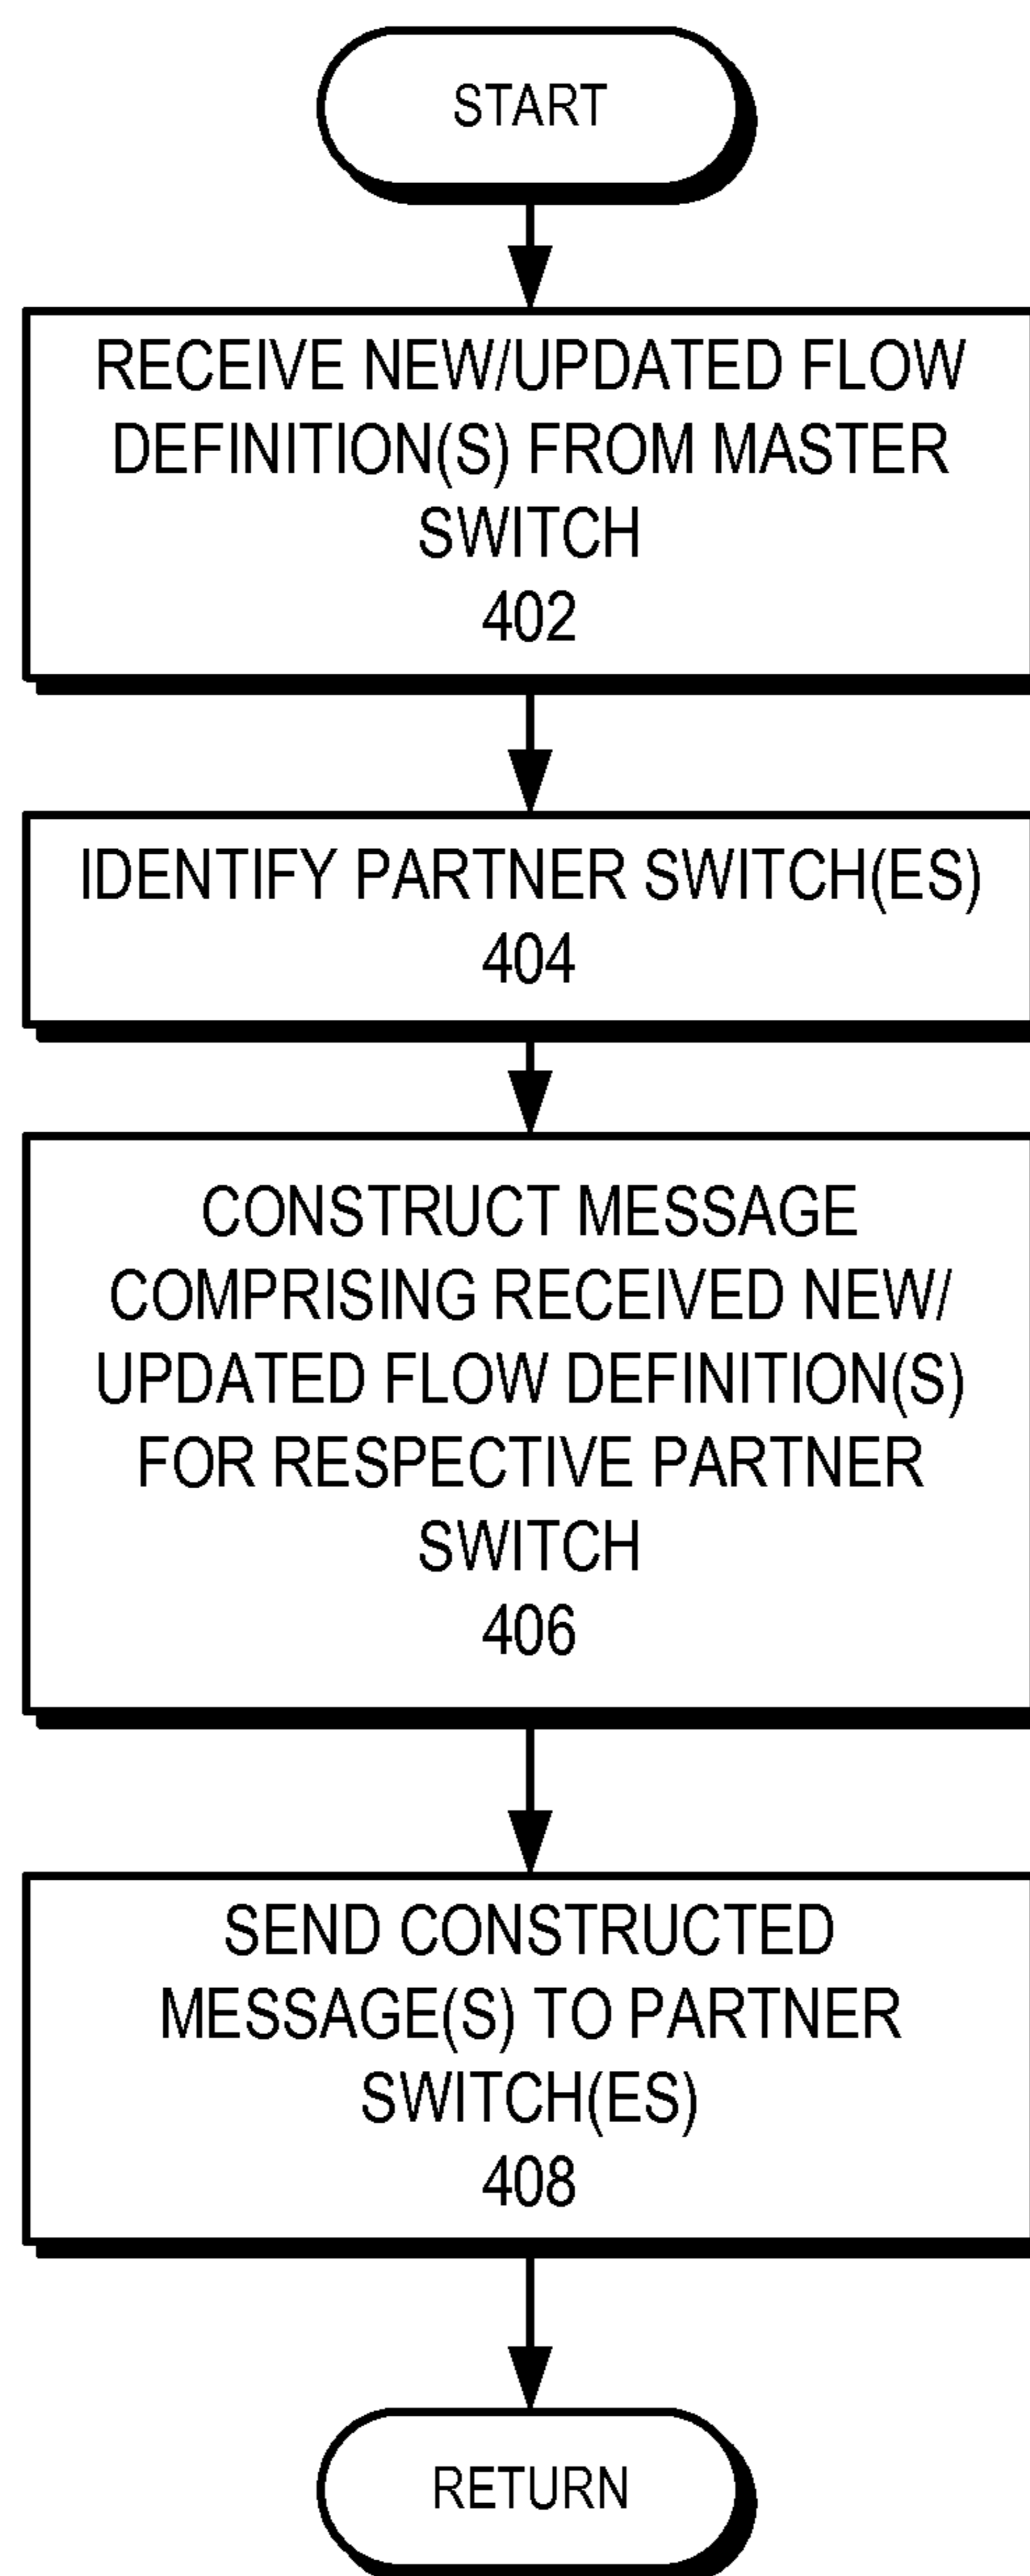 START
RECEIVE NEW/UPDATED FLOW
DEFINITION(S) FROM MASTER
SWITCH
402
IDENTIFY PARTNER SWITCH(ES)
404
CONSTRUCT MESSAGE
COMPRISING RECEIVED NEW/
UPDATED FLOW DEFINITION(S)
FOR RESPECTIVE PARTNER
SWITCH
406
SEND CONSTRUCTED
MESSAGE(S) TO PARTNER
SWITCH(ES)
408
RETURN